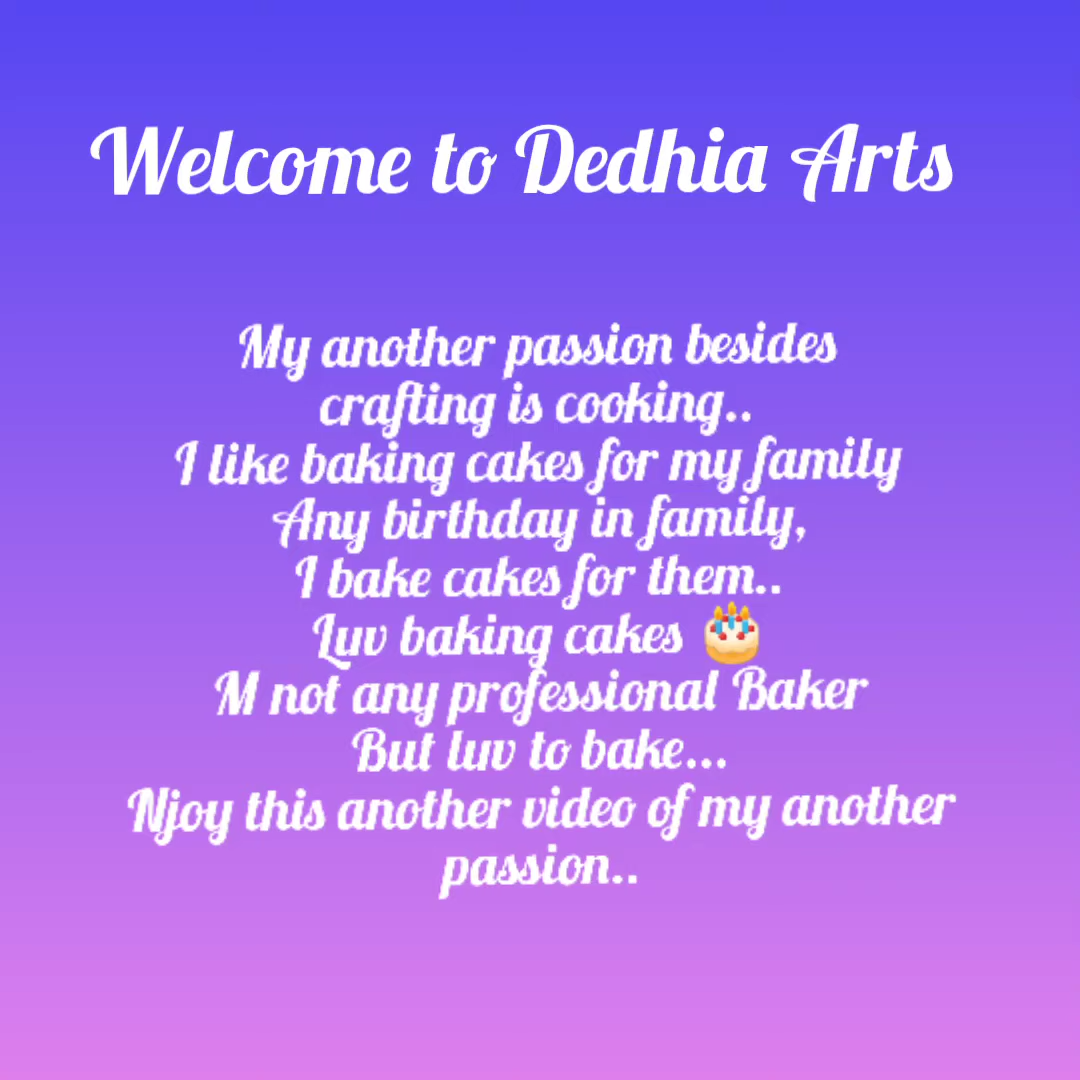 Welcome to Dedhia Arts
My another passion besides
crafting is cooking..
I like baking cakes for my family
Any birthday in family,
I bake cakes for them..
Luv baking cakes 🎂
M not any professional Baker
But luv to bake...
Njoy this another video of my another
passion..